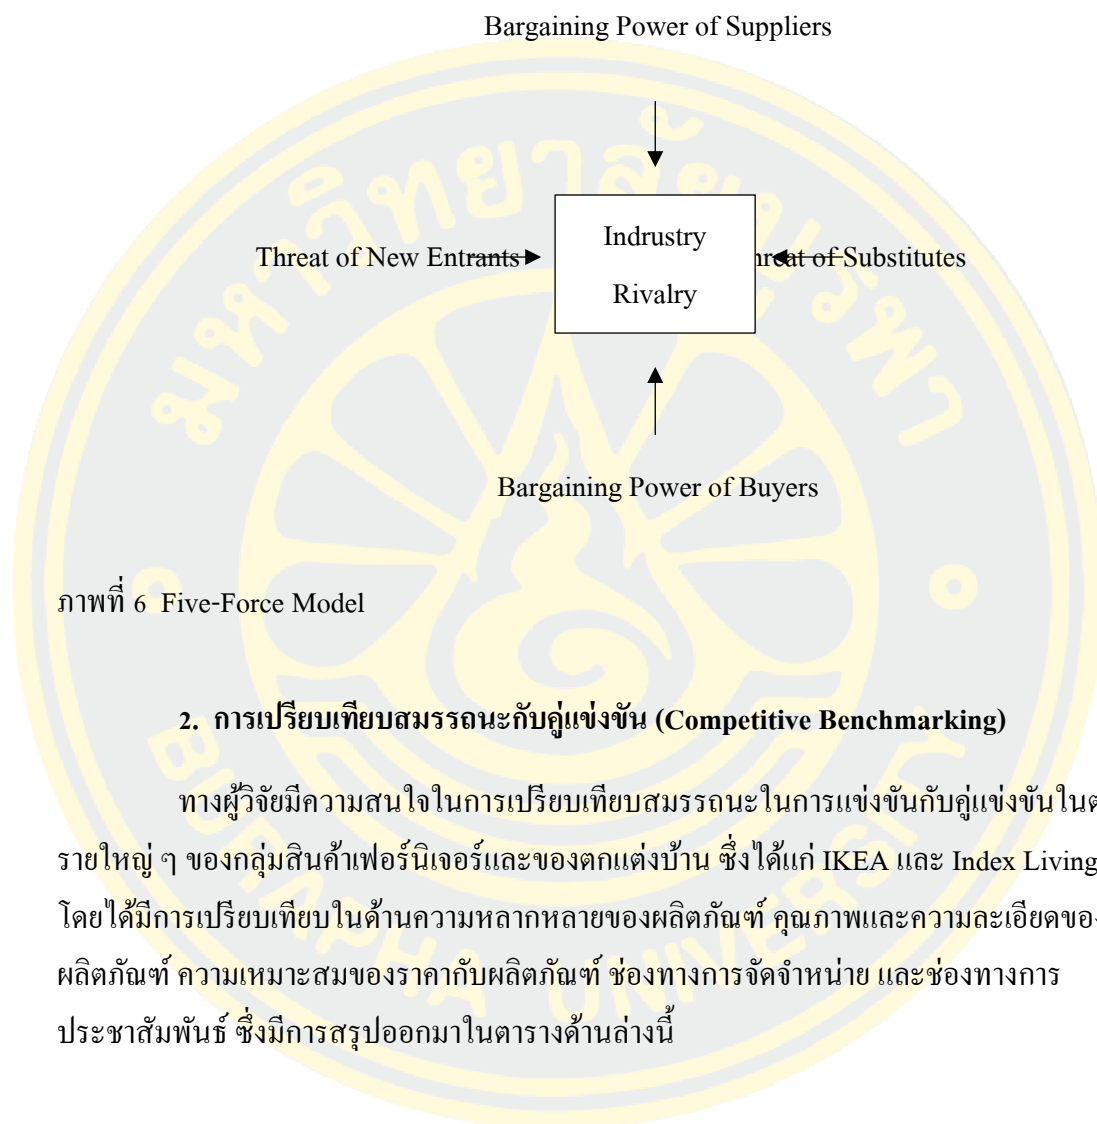 Bargaining Power of Suppliers
Threat of New Entrants
Indrustry
Rivalry
of Substitutes
Bargaining Power of Buyers
ภาพที่ 6 Five-Force Model
2. การเปรียบเทียบสมรรถนะกับคู่แข่งขัน (Competitive Benchmarking)
ทางผู้วิจัยมีความสนใจในการเปรียบเทียบสมรรถนะในการแข่งขันกับคู่แข่งขันใน
รายใหญ่ ๆ ของกลุ่มสินค้าเฟอร์นิเจอร์และของตกแต่งบ้าน ซึ่งได้แก่ IKEA และ Index Living
โดยได้มีการเปรียบเทียบในด้านความหลากหลายของผลิตภัณฑ์ คุณภาพและความละเอียดของ
ผลิตภัณฑ์ ความเหมาะสมของราคากับผลิตภัณฑ์ ช่องทางการจัดจำหน่าย และช่องทางการ
ประชาสัมพันธ์ ซึ่งมีการสรุปออกมาในตารางด้านล่างนี้
มหาวิทยาลัยบูรพา
BURAPHA UNIVERSITY